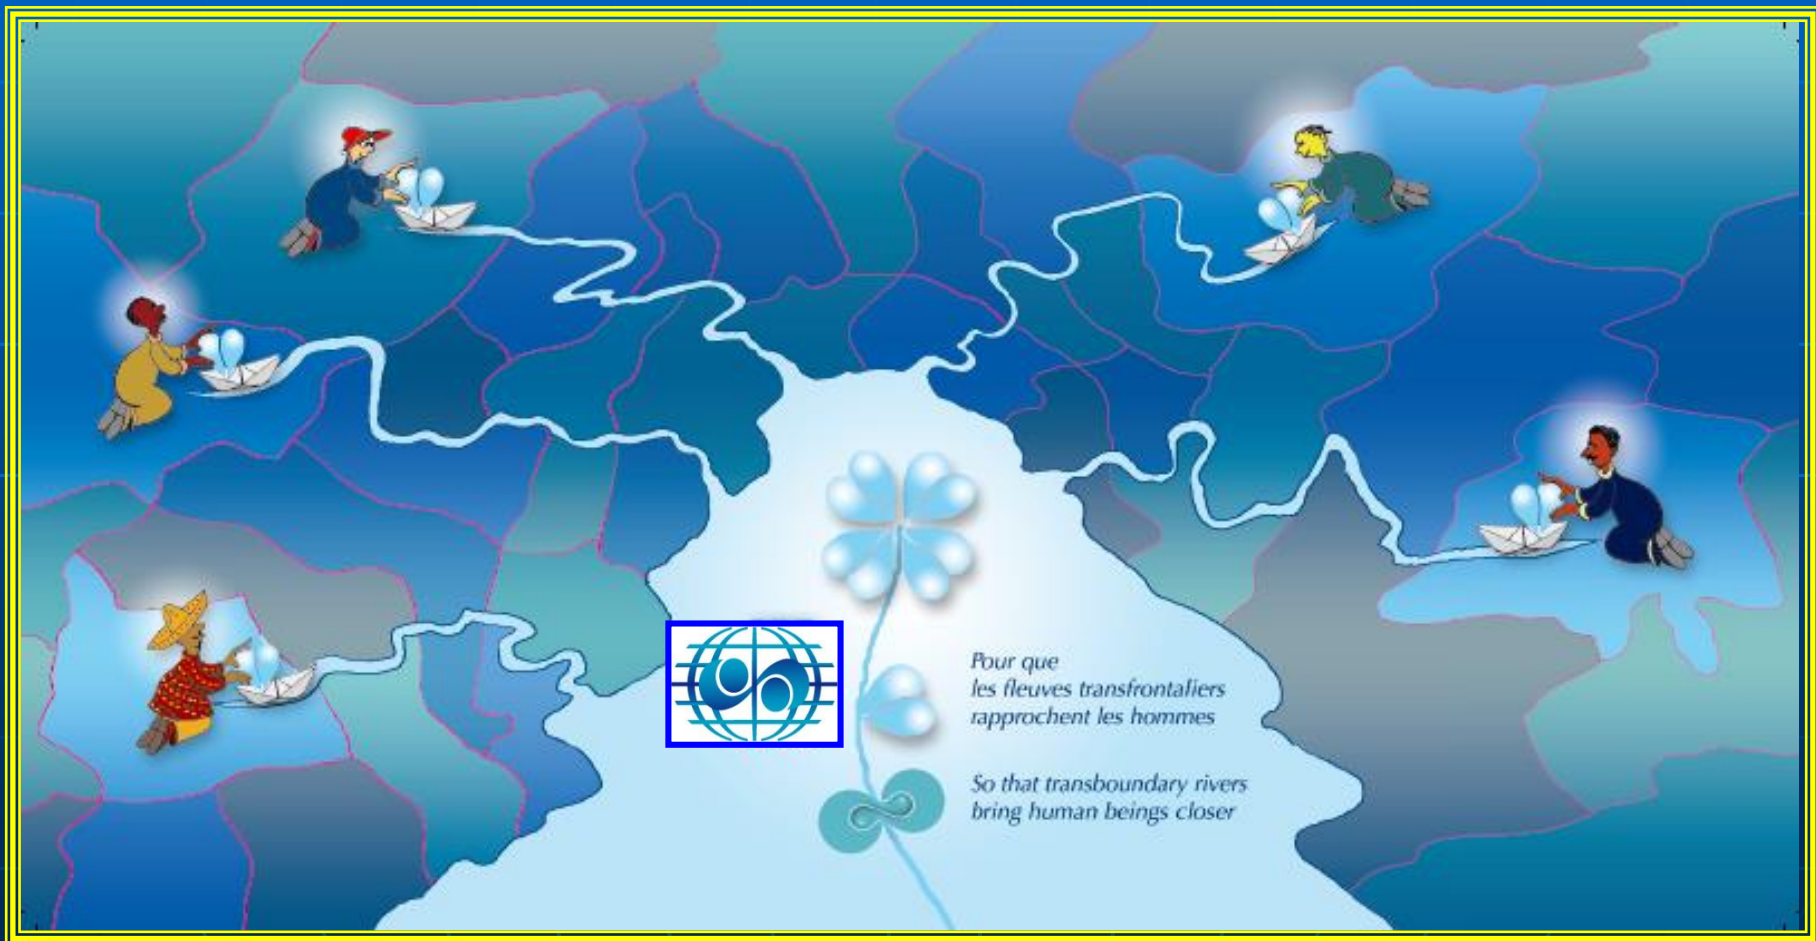 Pour que
les fleuves transfrontaliers
rapprochent les hommes
So that transboundary rivers
bring human beings closer